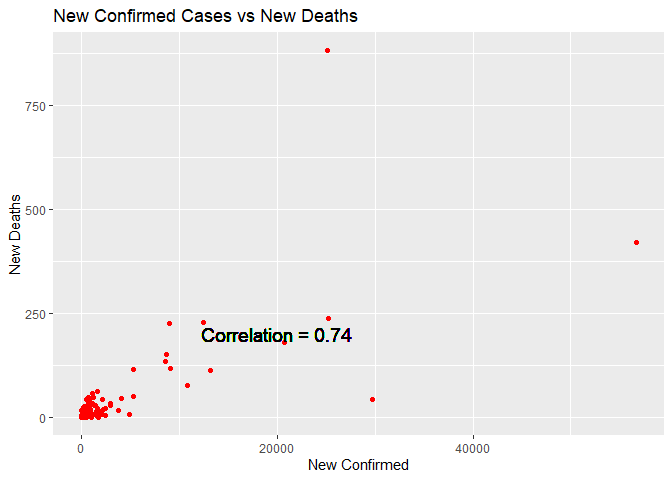 New Confirmed Cases vs New Deaths
New Deaths
750
500
250
0
Correlation = 0.74
0 20000 40000
New Confirmed